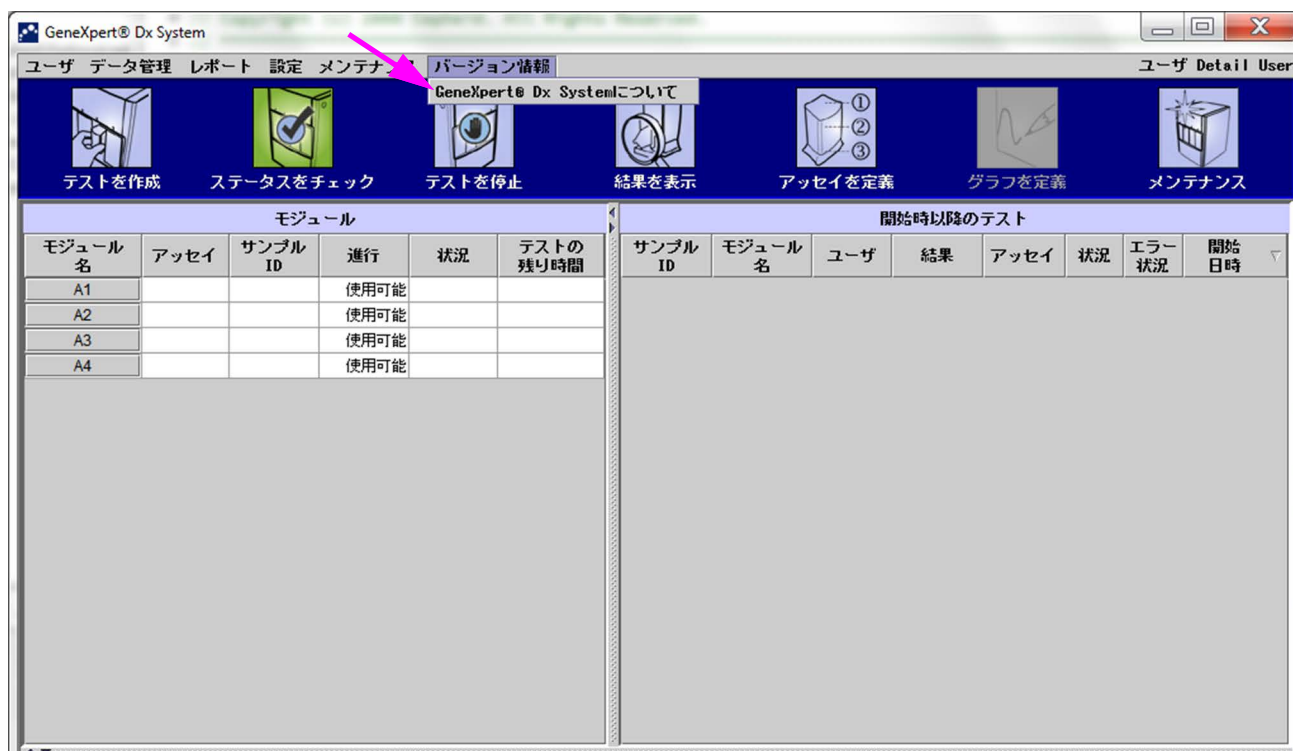 GeneXpert® Dx System
ユーザ データ管理 レポート 設定 メンテナンス バージョン情報 ユーザ Detail User
GeneXpert® Dx Systemについて
①
②
③
テストを作成 ステータスをチェック テストを停止 結果を表示 アッセイを定義 グラフを定義 メンテナンス
モジュール
モジュール名 アッセイ サンプルID 進行 状況 テストの残り時間
A1 使用可能
A2 使用可能
A3 使用可能
A4 使用可能
開始時以降のテスト
サンプルID モジュール名 ユーザ 結果 アッセイ 状況 エラー状況 開始日時